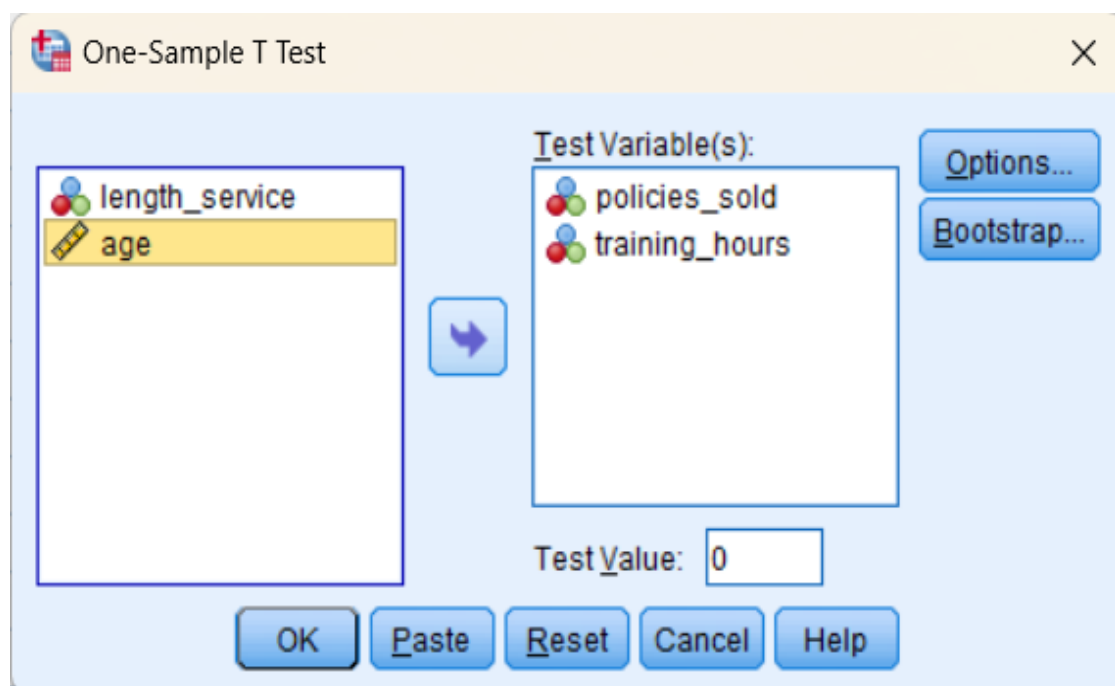 One-Sample T Test
Test Variable(s):
length_service
age
policies_sold
training_hours
Options...
Bootstrap...
Test Value: 0
OK Paste Reset Cancel Help